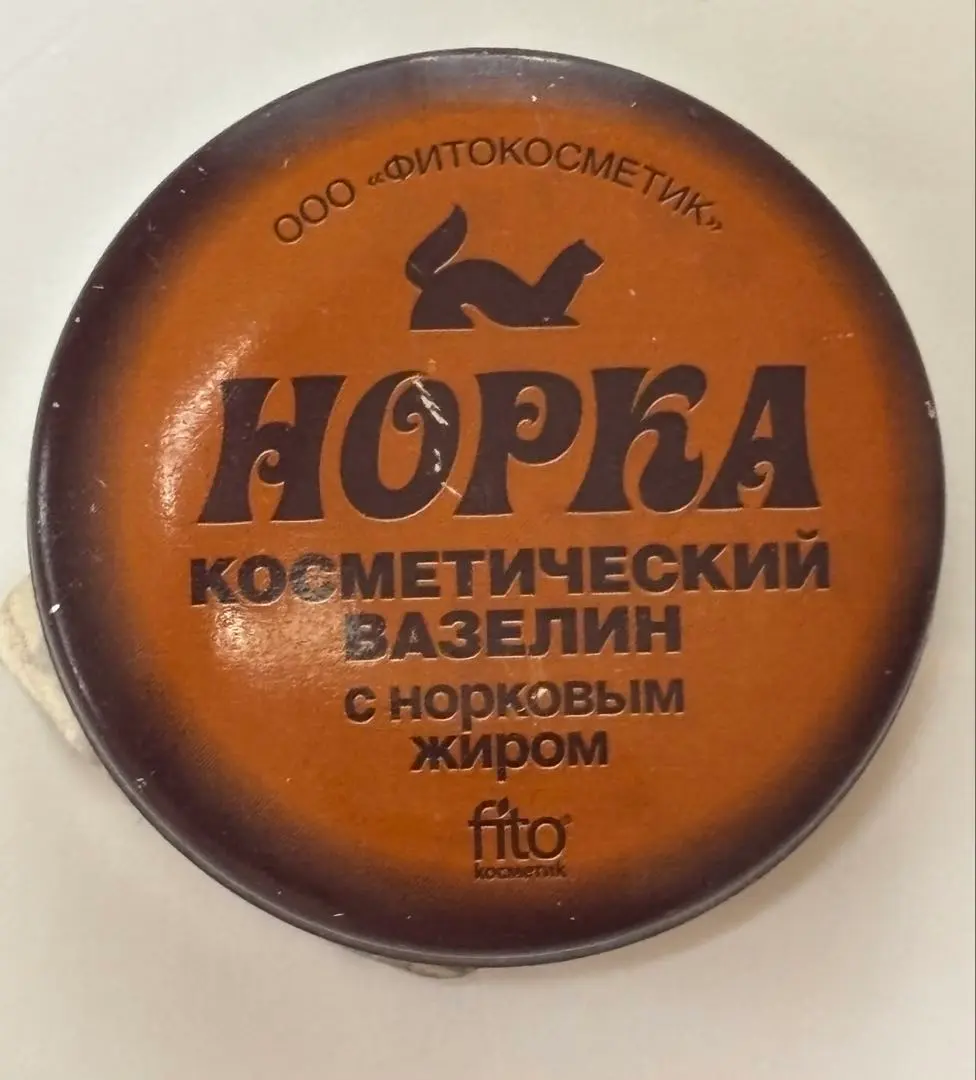 ООО «ФИТОКОСМЕТИК»
НОРКА
КОСМЕТИЧЕСКИЙ
ВАЗЕЛИН
С НОРКОВЫМ
ЖИРОМ
fito®
косметик